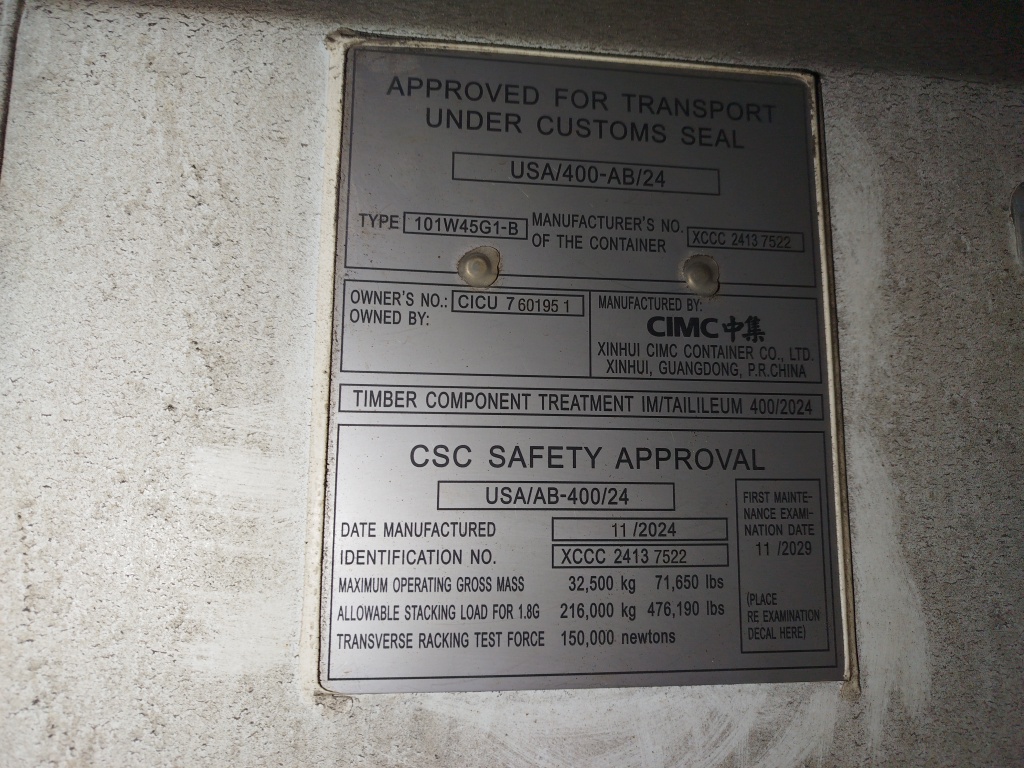 APPROVED FOR TRANSPORT
UNDER CUSTOMS SEAL
USA/400-AB/24
TYPE 101W45G1-B MANUFACTURER'S NO.
OF THE CONTAINER XCCC 2413 7522
OWNER'S NO.: CICU 7 60195 1
OWNED BY:
MANUFACTURED BY:
CIMC中集
XINHUI CIMC CONTAINER CO., LTD.
XINHUI, GUANGDONG, P.R.CHINA
TIMBER COMPONENT TREATMENT IM/TAILILEUM 400/2024
CSC SAFETY APPROVAL
USA/AB-400/24
DATE MANUFACTURED 11 /2024
IDENTIFICATION NO. XCCC 2413 7522
MAXIMUM OPERATING GROSS MASS 32,500 kg 71,650 lbs
ALLOWABLE STACKING LOAD FOR 1.8G 216,000 kg 476,190 lbs
TRANSVERSE RACKING TEST FORCE 150,000 newtons
FIRST MAINTE-
NANCE EXAMI-
NATION DATE
11 /2029
(PLACE
RE EXAMINATION
DECAL HERE)